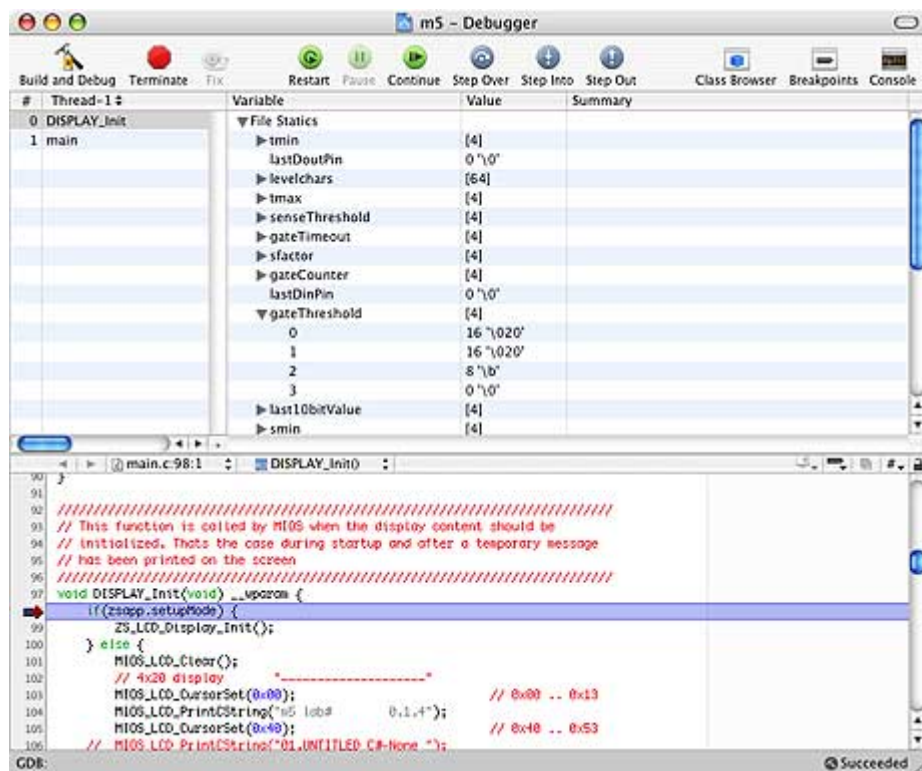 m5 – Debugger
Build and Debug Terminate Fix Restart Pause Continue Step Over Step Into Step Out Class Browser Breakpoints Console
# Thread-1 Variable Value Summary
0 DISPLAY_Init File Statics
1 main tmin [4]
lastDoutPin 0 '\0'
levelchars [64]
tmax [4]
senseThreshold [4]
gateTimeout [4]
sfactor [4]
gateCounter [4]
lastDinPin 0 '\0'
gateThreshold [4]
0 16 '\020'
1 16 '\020'
2 8 '\b'
3 0 '\0'
last10bitValue [4]
smin [4]
main.c:98:1 DISPLAY_Init() #
90 }
91
92 ////////////////////////////////////////////////////////////////////////////
93 // This function is called by MIOS when the display content should be
94 // initialized. Thats the case during startup and after a temporary message
95 // has been printed on the screen
96 ////////////////////////////////////////////////////////////////////////////
97 void DISPLAY_Init(void) __wparam {
if(zsapp.setupMode) {
99 ZS_LCD_Display_Init();
100 } else {
101 MIOS_LCD_Clear();
102 // 4x20 display "--------------------"
103 MIOS_LCD_CursorSet(0x00); // 0x00 .. 0x13
104 MIOS_LCD_PrintCString("m5 lab# 0.1.4");
105 MIOS_LCD_CursorSet(0x40); // 0x40 .. 0x53
106 // MIOS_LCD_PrintCString("01.UNTITLED C#-None ");
GDB: Succeeded